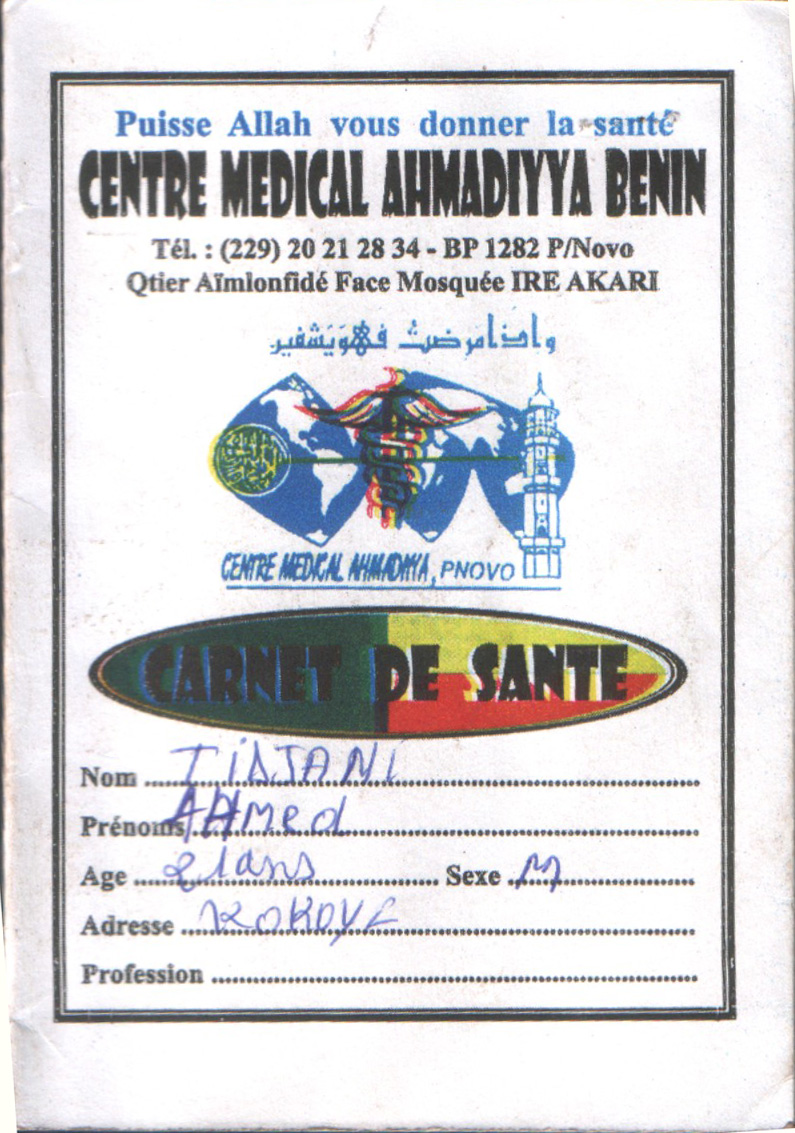 Puisse Allah vous donner la santé
CENTRE MEDICAL AHMADIYYA BENIN
Tél. : (229) 20 21 28 34 - BP 1282 P/Novo
Qtier Aïmlonfidé Face Mosquée IRE AKARI
واذا مرضت فهو يشفين
CENTRE MEDICAL AHMADIYYA, PNOVO
CARNET DE SANTE
Nom TIDJANI
Prénoms AHMed
Age 21ans Sexe M
Adresse KOKOYE
Profession